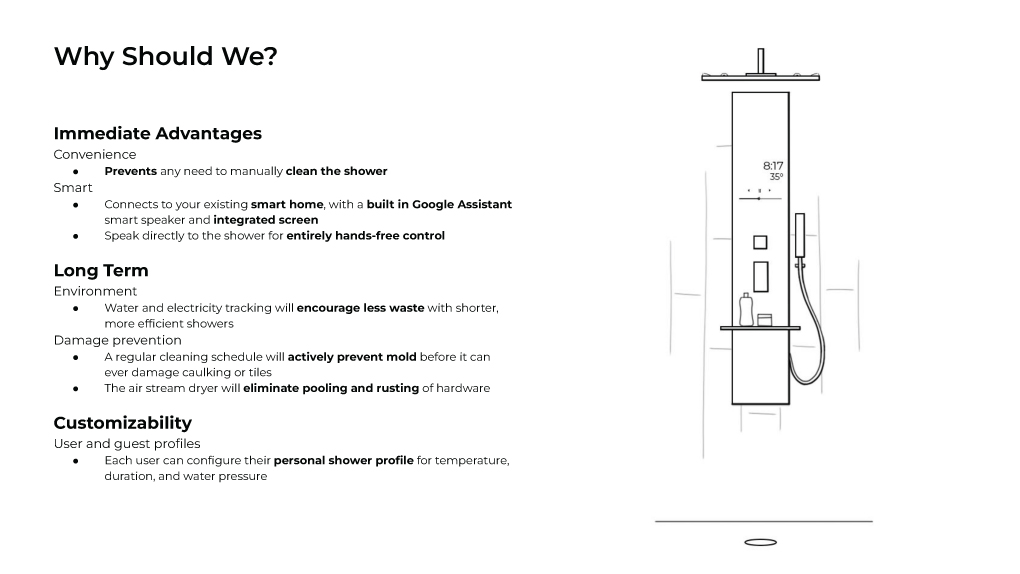 Why Should We?
Immediate Advantages
Convenience
● Prevents any need to manually clean the shower
Smart
● Connects to your existing smart home, with a built in Google Assistant
smart speaker and integrated screen
● Speak directly to the shower for entirely hands-free control
Long Term
Environment
● Water and electricity tracking will encourage less waste with shorter,
more efficient showers
Damage prevention
● A regular cleaning schedule will actively prevent mold before it can
ever damage caulking or tiles
● The air stream dryer will eliminate pooling and rusting of hardware
Customizability
User and guest profiles
● Each user can configure their personal shower profile for temperature,
duration, and water pressure
8:17
35°